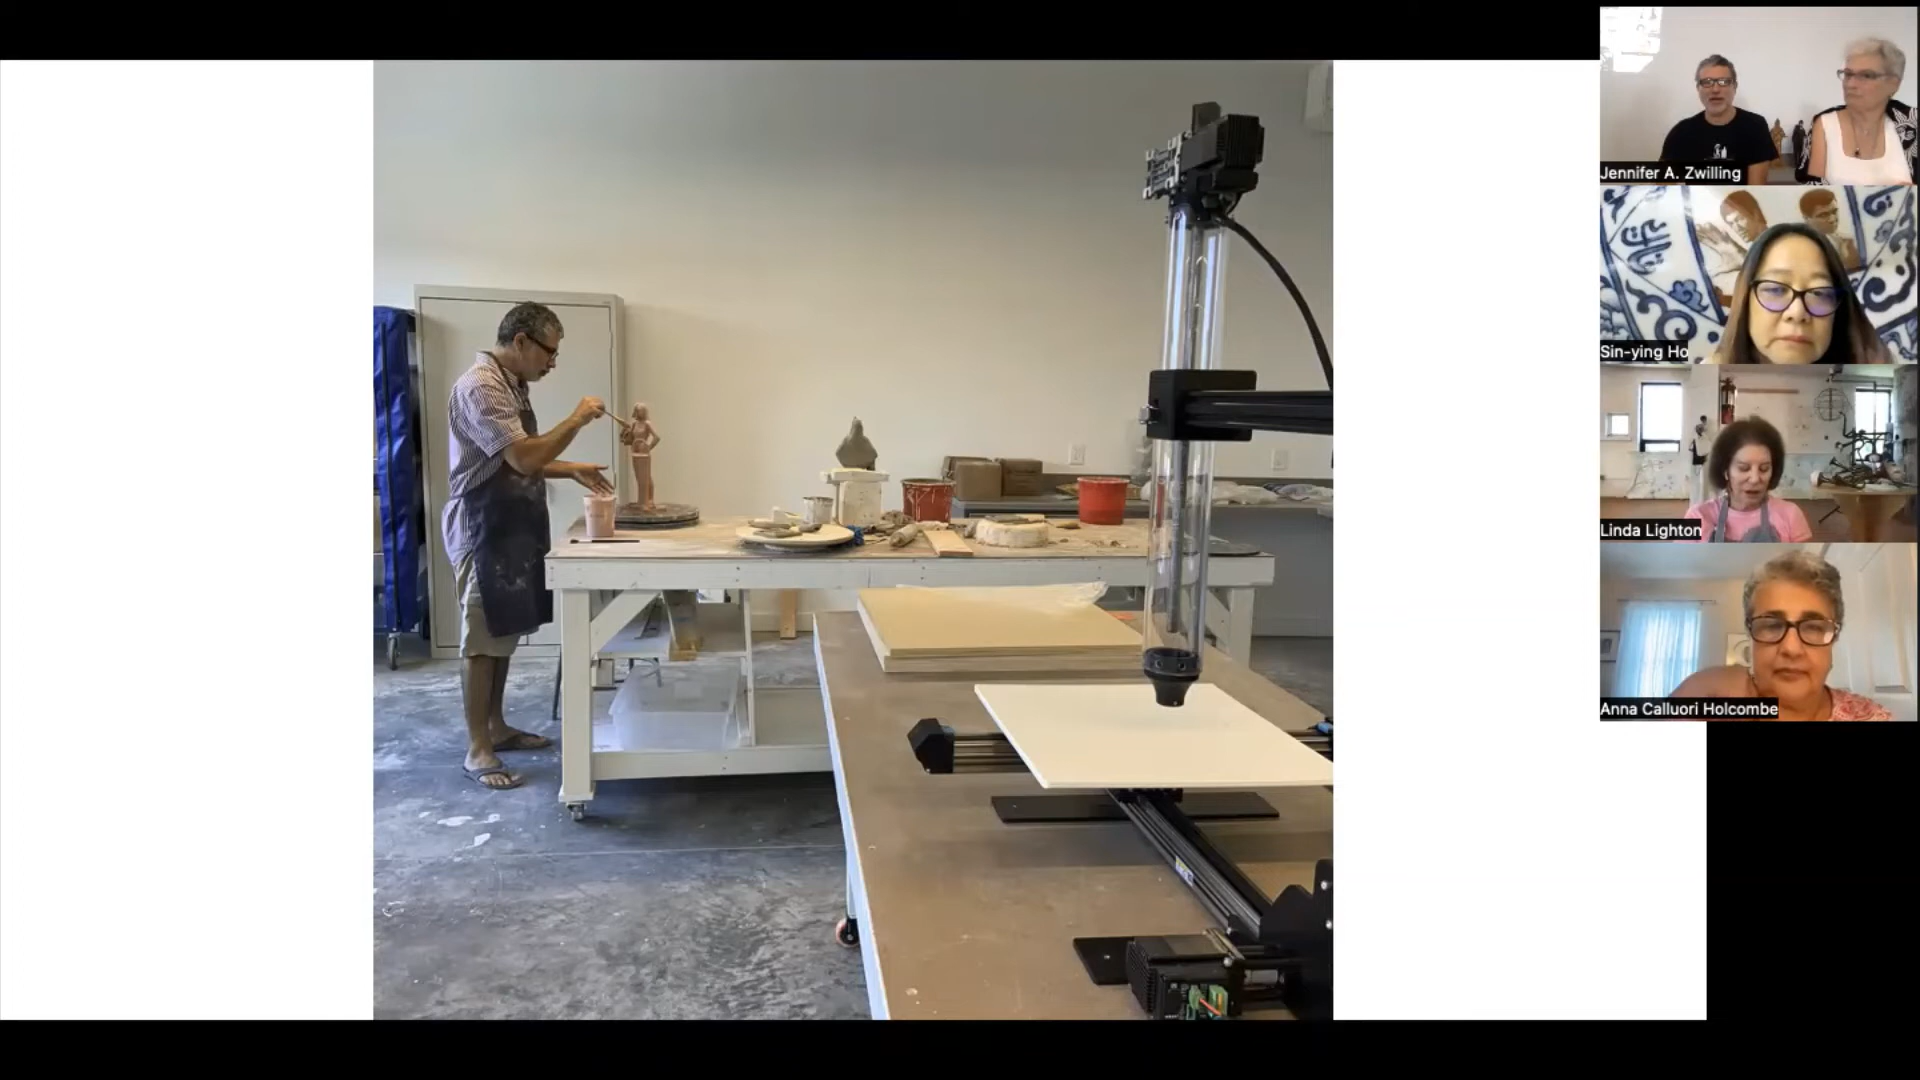 Jennifer A. Zwilling
Sin-ying Ho
Linda Lighton
Anna Calluori Holcombe